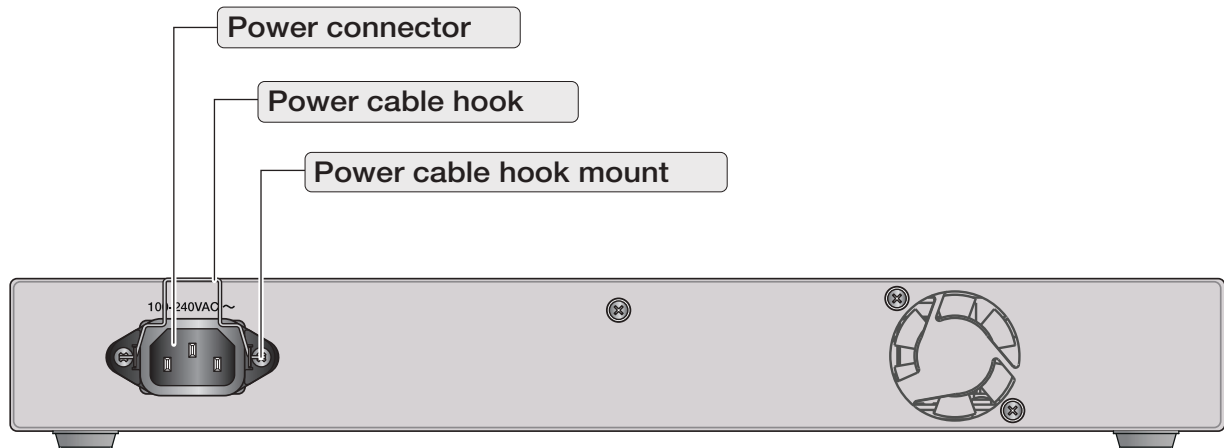 Power connector
Power cable hook
Power cable hook mount
100-240VAC～